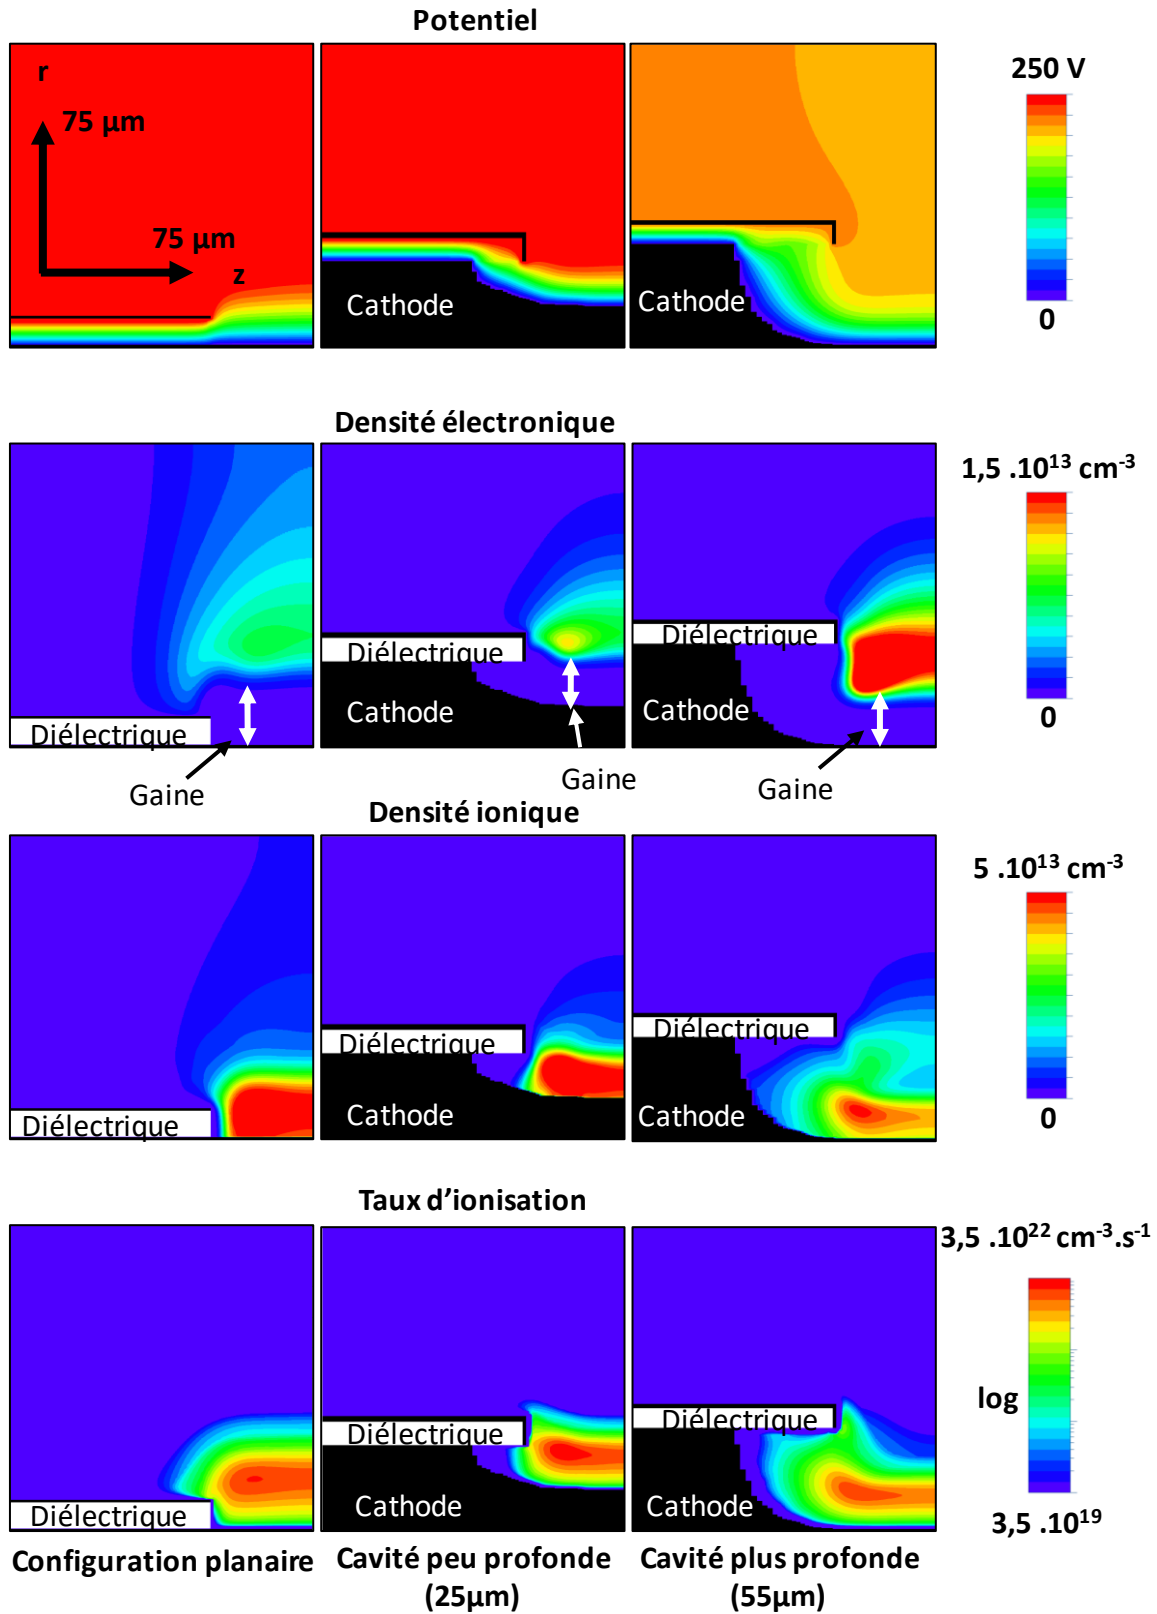 Potentiel
r
75 µm
75 µm
z
Cathode
Cathode
250 V
0
Densité électronique
Diélectrique
Diélectrique
Diélectrique
Cathode
Cathode
Gaine
Gaine
Gaine
1,5 .10¹³ cm⁻³
0
Densité ionique
Diélectrique
Diélectrique
Diélectrique
Cathode
Cathode
5 .10¹³ cm⁻³
0
Taux d’ionisation
Diélectrique
Diélectrique
Diélectrique
Cathode
Cathode
3,5 .10²² cm⁻³.s⁻¹
log
3,5 .10¹⁹
Configuration planaire
Cavité peu profonde
(25µm)
Cavité plus profonde
(55µm)